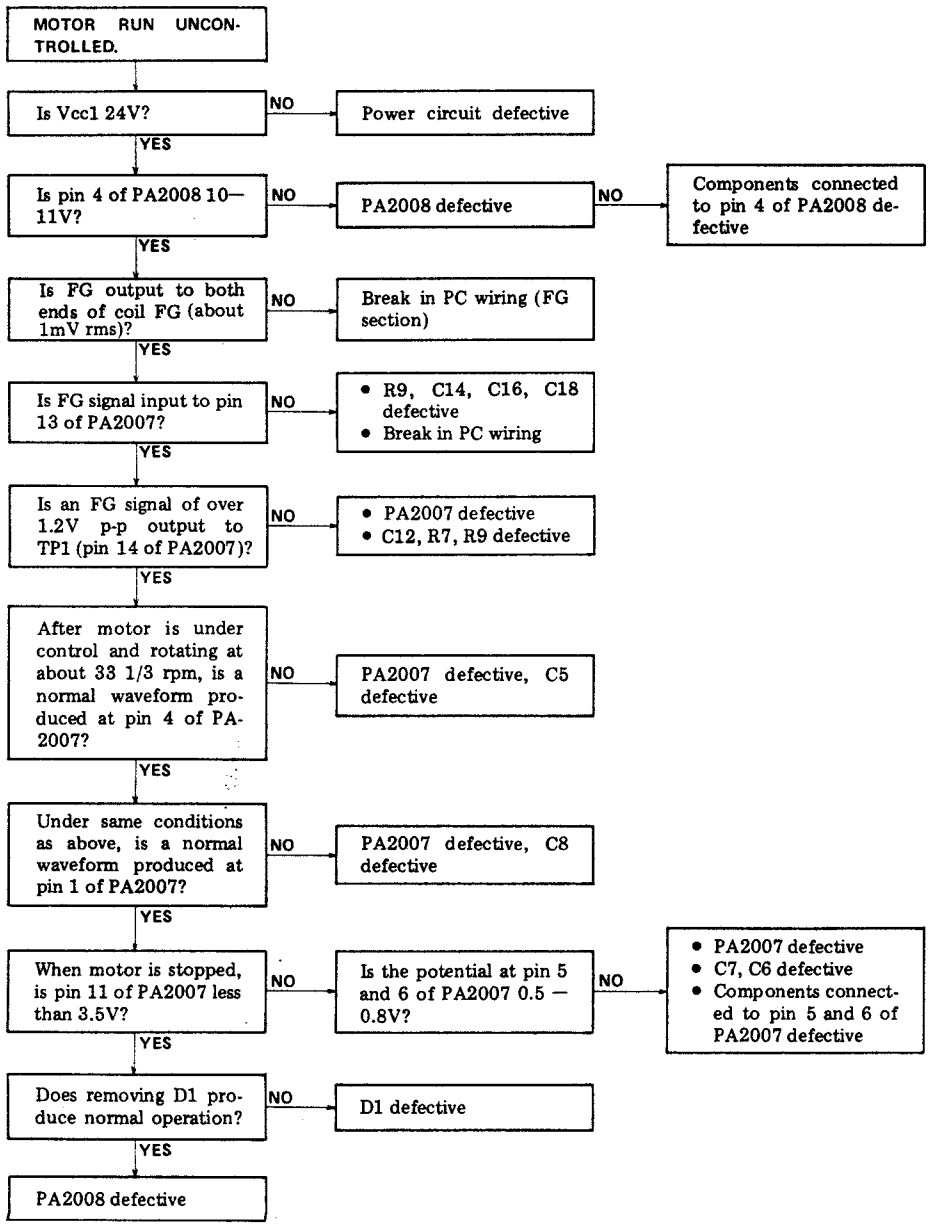 MOTOR RUN UNCON-
TROLLED.
Is Vcc1 24V?
NO
Power circuit defective
YES
Is pin 4 of PA2008 10—
11V?
NO
PA2008 defective
NO
Components connected
to pin 4 of PA2008 de-
fective
YES
Is FG output to both
ends of coil FG (about
1mV rms)?
NO
Break in PC wiring (FG
section)
YES
Is FG signal input to pin
13 of PA2007?
NO
• R9, C14, C16, C18
defective
• Break in PC wiring
YES
Is an FG signal of over
1.2V p-p output to
TP1 (pin 14 of PA2007)?
NO
• PA2007 defective
• C12, R7, R9 defective
YES
After motor is under
control and rotating at
about 33 1/3 rpm, is a
normal waveform pro-
duced at pin 4 of PA-
2007?
NO
PA2007 defective, C5
defective
YES
Under same conditions
as above, is a normal
waveform produced at
pin 1 of PA2007?
NO
PA2007 defective, C8
defective
YES
When motor is stopped,
is pin 11 of PA2007 less
than 3.5V?
NO
Is the potential at pin 5
and 6 of PA2007 0.5 —
0.8V?
NO
• PA2007 defective
• C7, C6 defective
• Components connect-
ed to pin 5 and 6 of
PA2007 defective
YES
Does removing D1 pro-
duce normal operation?
NO
D1 defective
YES
PA2008 defective